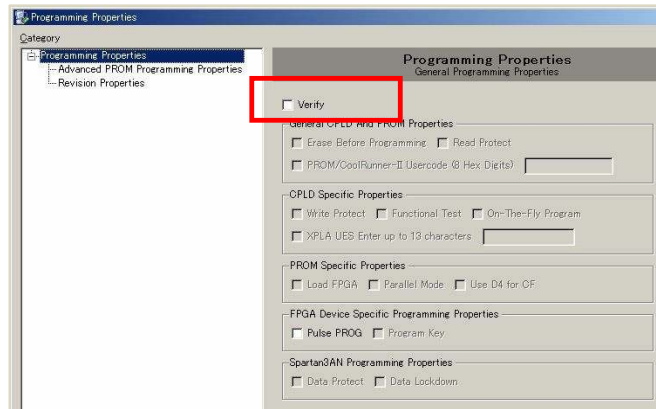 Programming Properties
Category
Programming Properties
Advanced PROM Programming Properties
Revision Properties
Programming Properties
General Programming Properties
Verify
General CPLD And PROM Properties
Erase Before Programming Read Protect
PROM/CoolRunner-II Usercode (8 Hex Digits)
CPLD Specific Properties
Write Protect Functional Test On-The-Fly Program
XPLA UES Enter up to 13 characters
PROM Specific Properties
Load FPGA Parallel Mode Use D4 for CF
FPGA Device Specific Programming Properties
Pulse PROG Program Key
Spartan3AN Programming Properties
Data Protect Data Lockdown